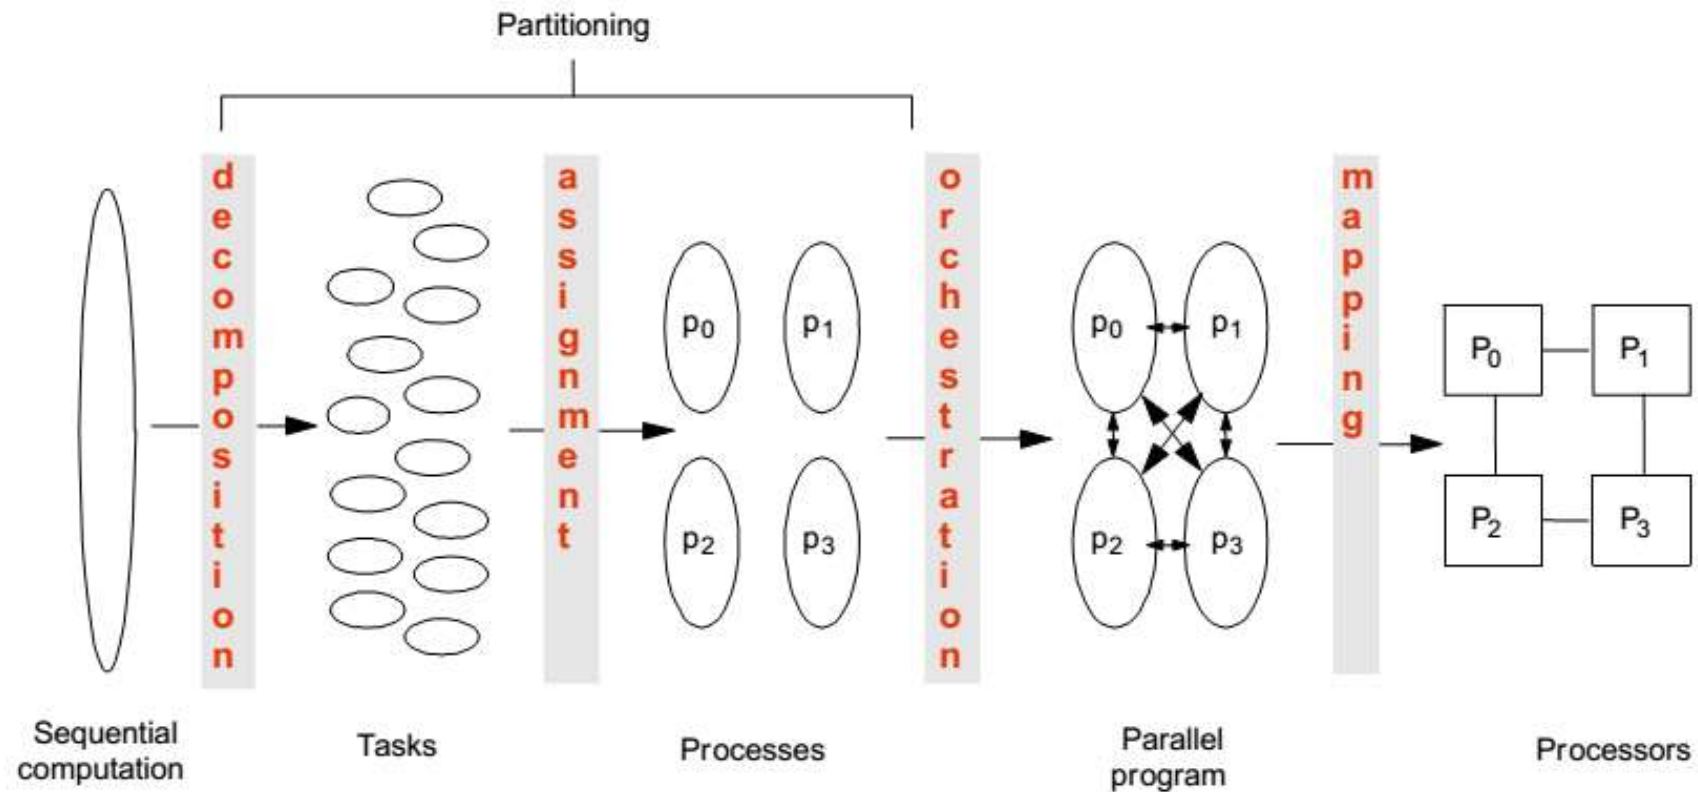 Partitioning
decomposition
assignment
orchestration
mapping
p0
p1
p2
p3
p0
p1
p2
p3
P0
P1
P2
P3
Sequential
computation
Tasks
Processes
Parallel
program
Processors